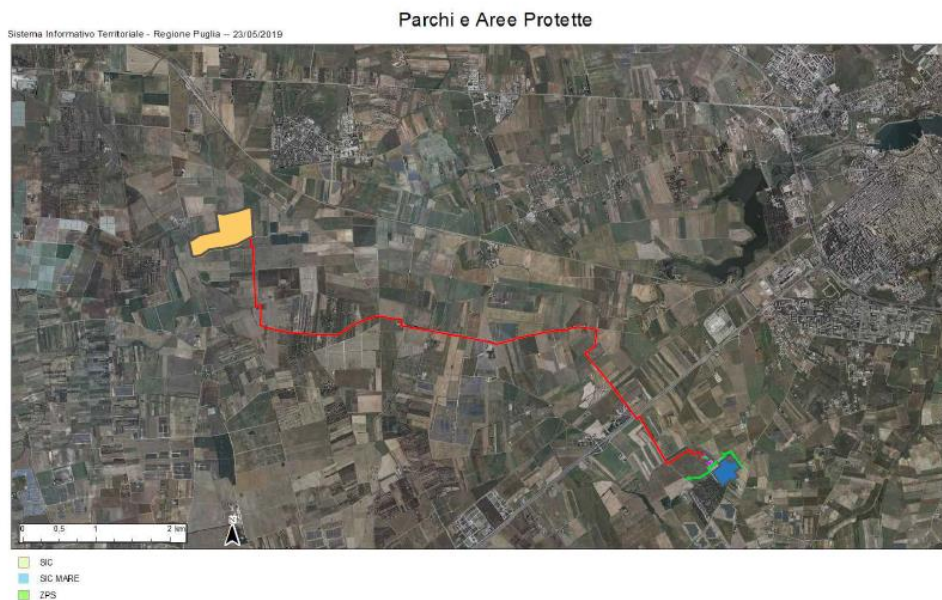 Parchi e Aree Protette
Sistema Informativo Territoriale - Regione Puglia -- 23/05/2019
0 0,5 1 2 km
N
SIC
SIC MARE
ZPS